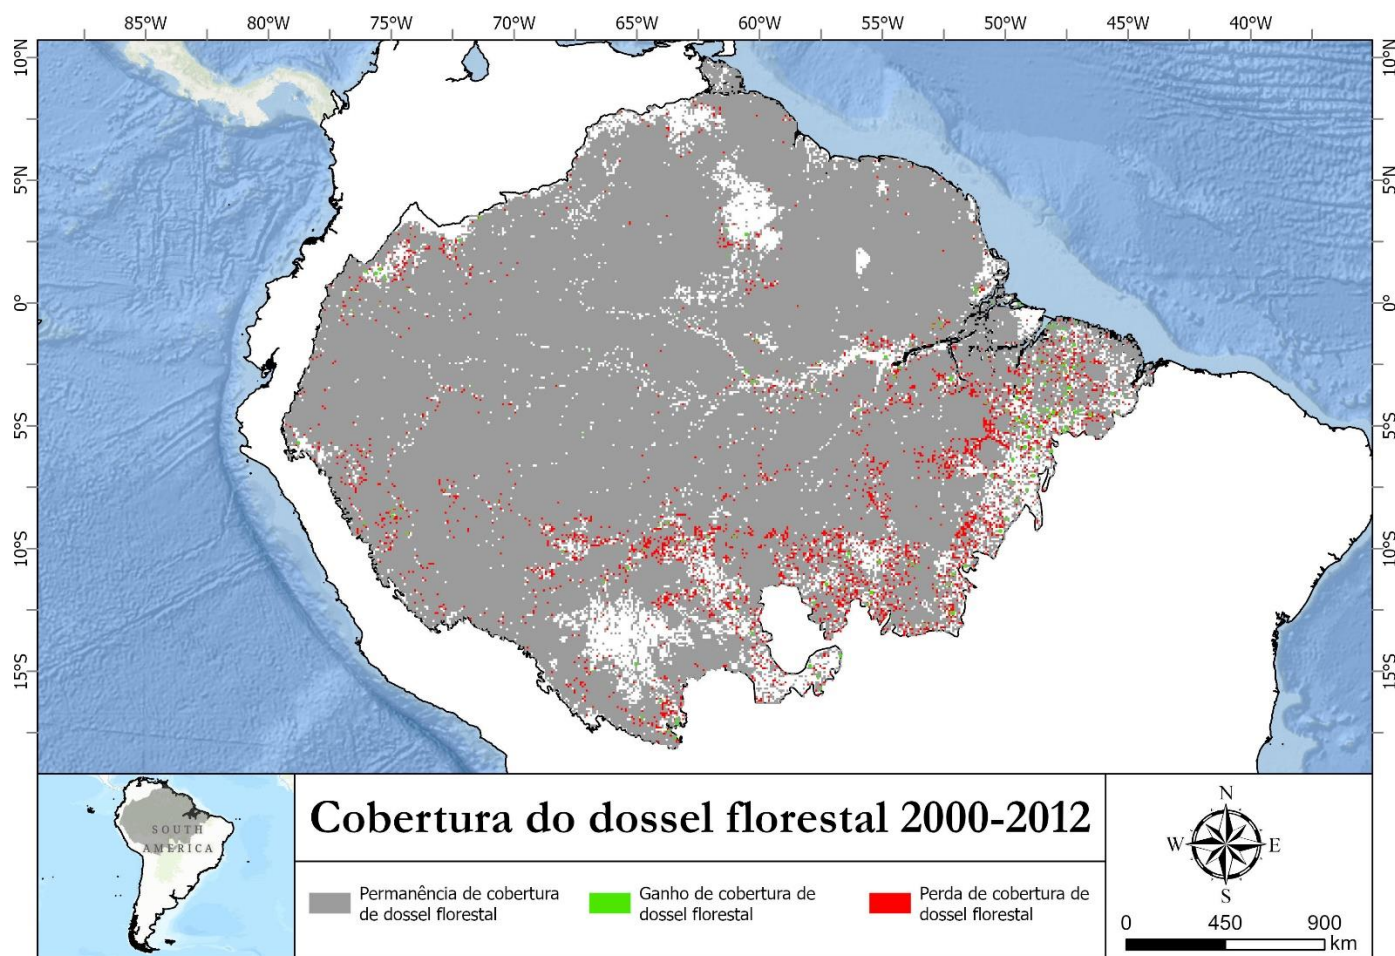 85°W 80°W 75°W 70°W 65°W 60°W 55°W 50°W 45°W 40°W
10°N 10°N
5°N 5°N
0° 0°
5°S 5°S
10°S 10°S
15°S 15°S
SOUTH
AMERICA
Cobertura do dossel florestal 2000-2012
Permanência de cobertura
de dossel florestal
Ganho de cobertura de
dossel florestal
Perda de cobertura de
dossel florestal
N
W E
S
0 450 900
km